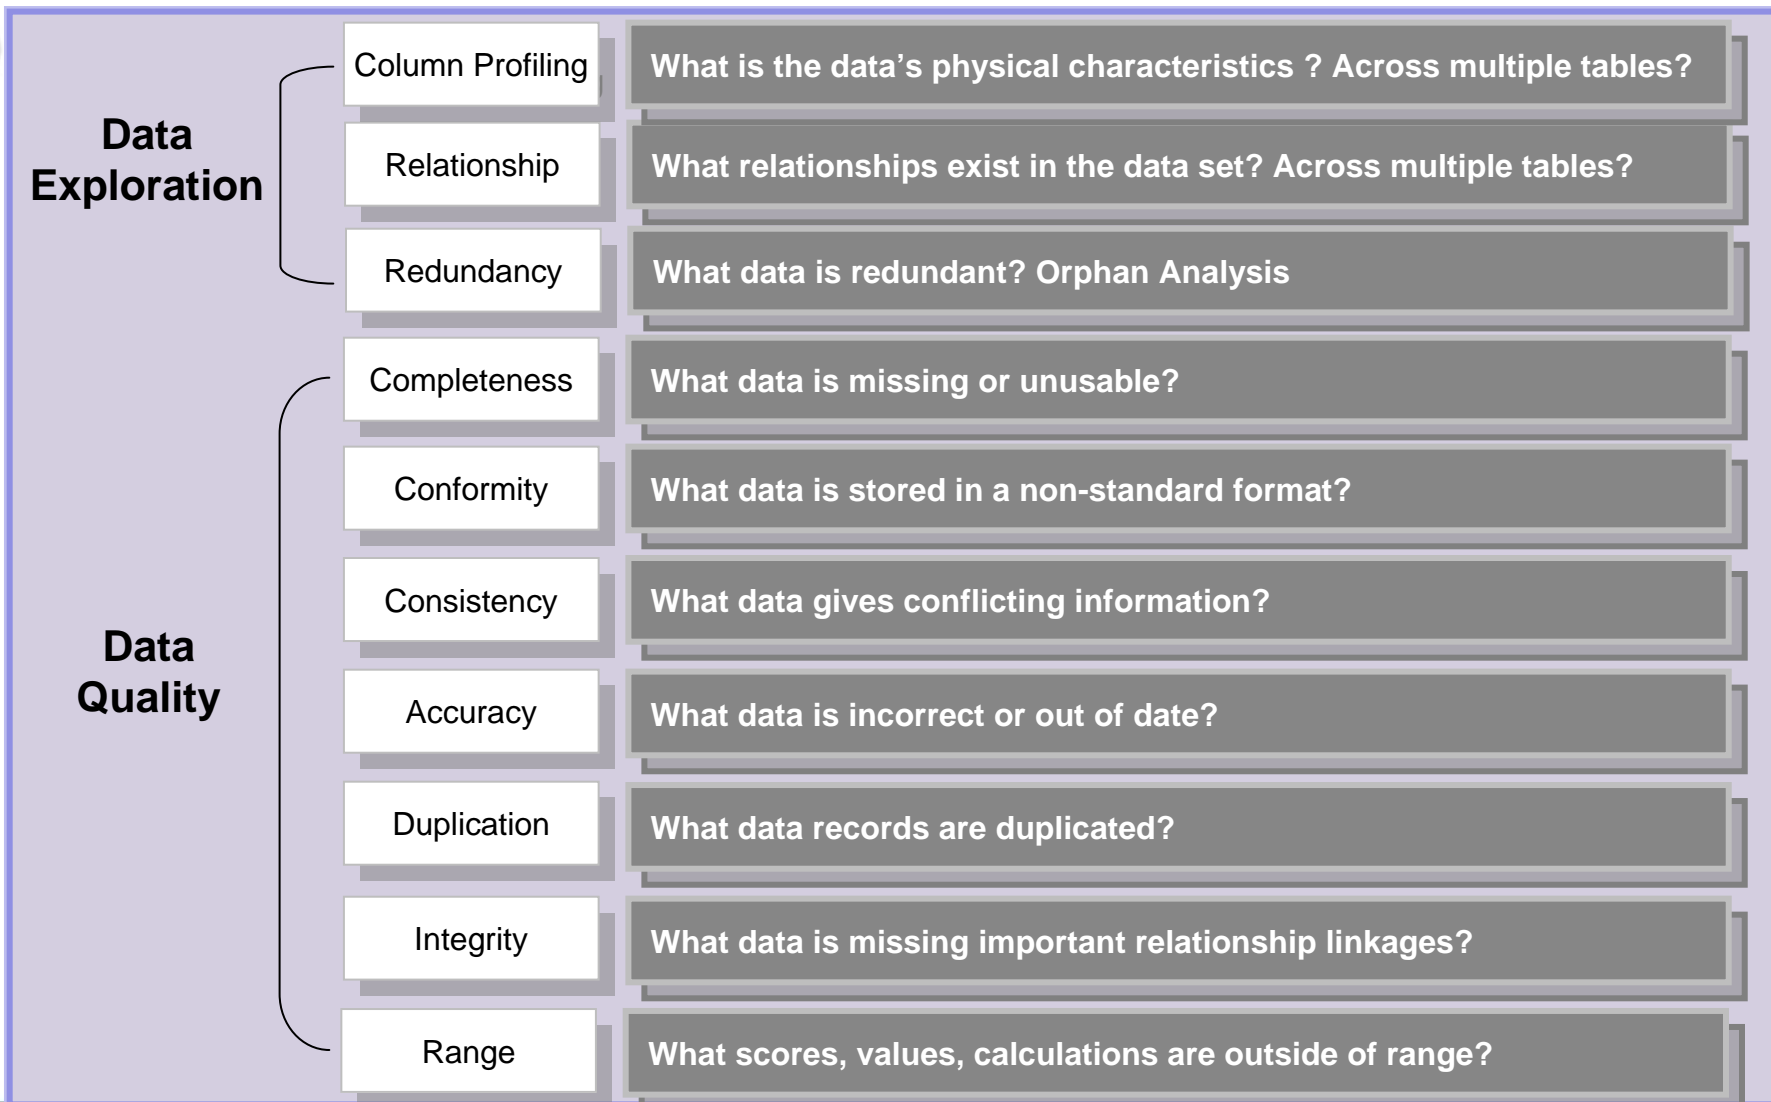 Data
Exploration
Column Profiling
What is the data’s physical characteristics ? Across multiple tables?
Relationship
What relationships exist in the data set? Across multiple tables?
Redundancy
What data is redundant? Orphan Analysis
Data
Quality
Completeness
What data is missing or unusable?
Conformity
What data is stored in a non-standard format?
Consistency
What data gives conflicting information?
Accuracy
What data is incorrect or out of date?
Duplication
What data records are duplicated?
Integrity
What data is missing important relationship linkages?
Range
What scores, values, calculations are outside of range?